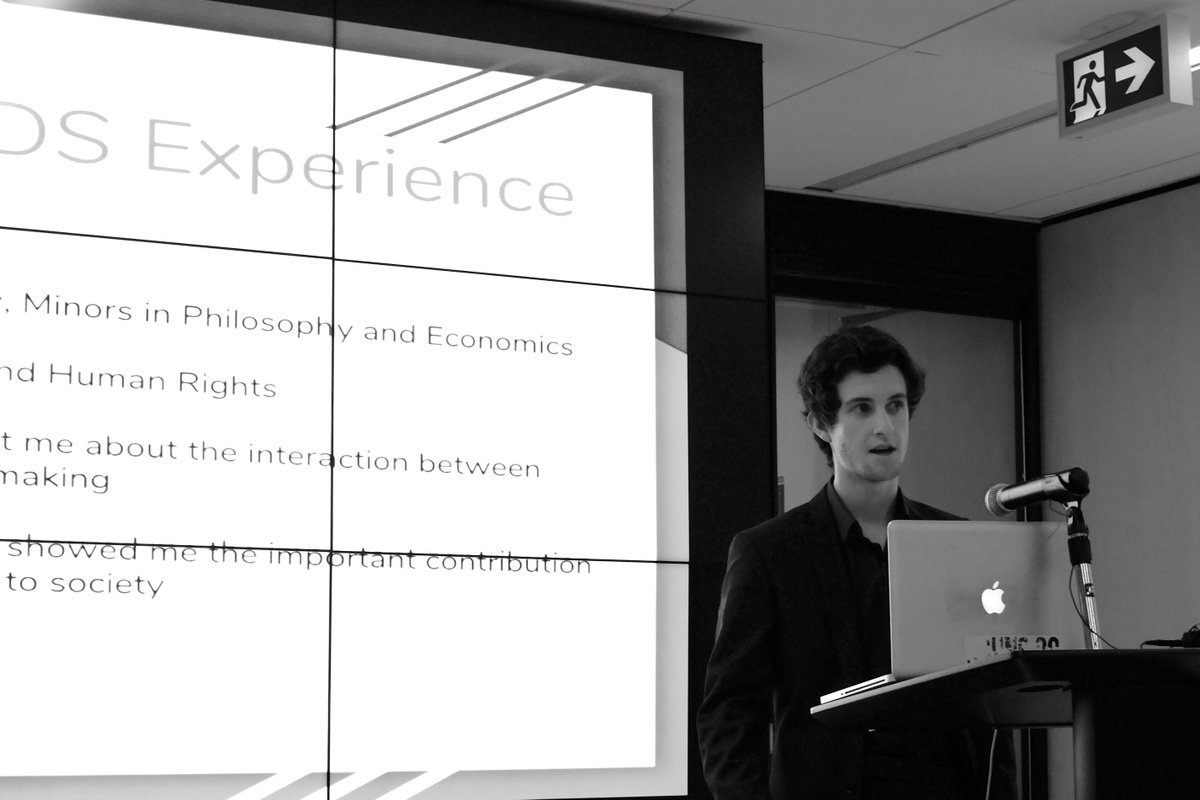 DS Experience
, Minors in Philosophy and Economics
nd Human Rights
t me about the interaction between
making
showed me the important contribution
to society